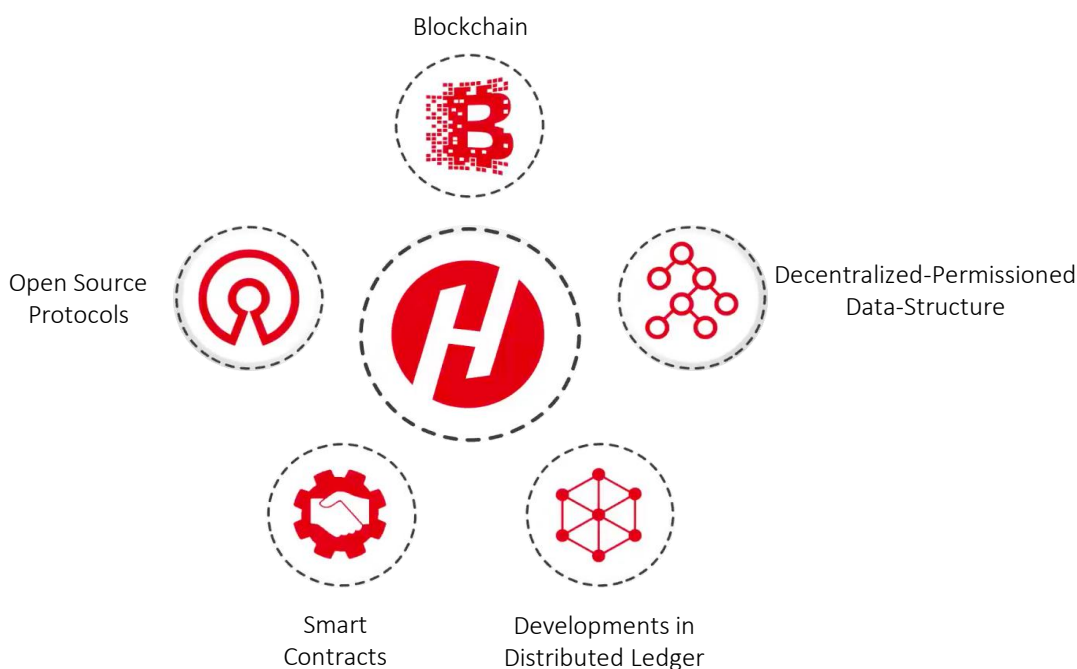 Blockchain
Open Source
Protocols
Decentralized-Permissioned
Data-Structure
Smart
Contracts
Developments in
Distributed Ledger